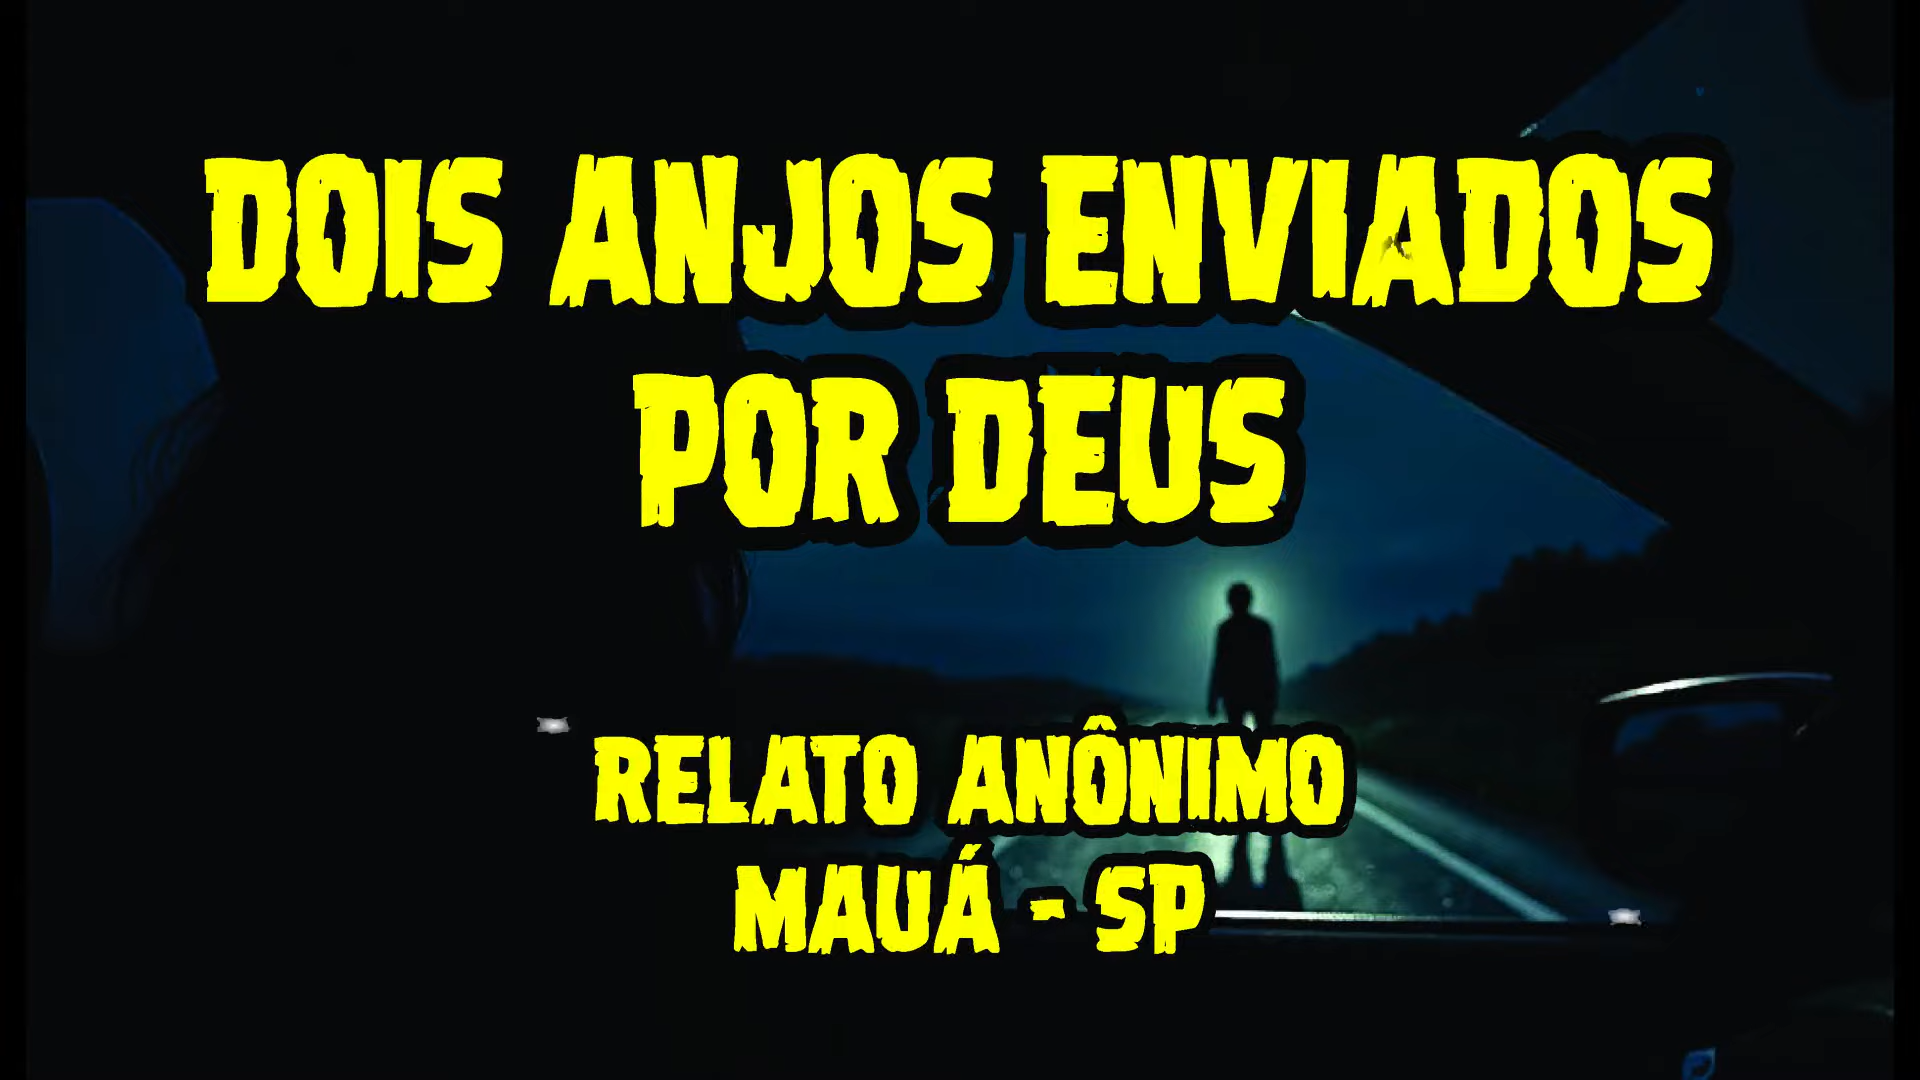 DOIS ANJOS ENVIADOS
POR DEUS
RELATO ANÔNIMO
MAUÁ - SP